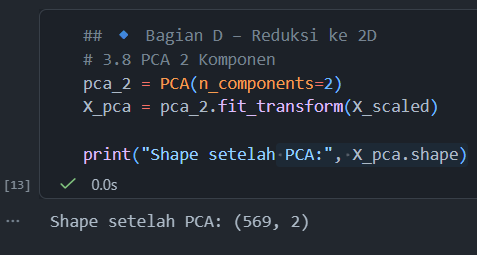 ## 🔹 Bagian D – Reduksi ke 2D
# 3.8 PCA 2 Komponen
pca_2 = PCA(n_components=2)
X_pca = pca_2.fit_transform(X_scaled)
print("Shape setelah PCA:", X_pca.shape)
[13]
0.0s
... Shape setelah PCA: (569, 2)